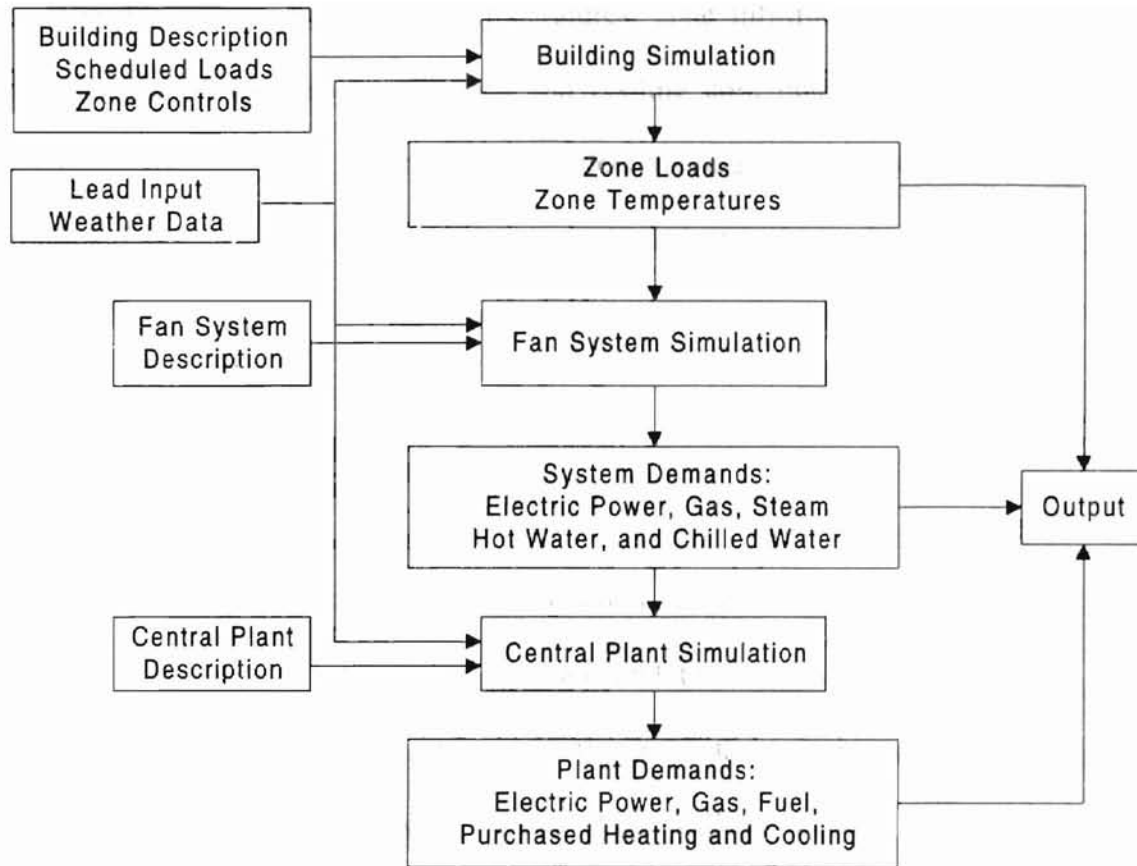 Building Description
Scheduled Loads
Zone Controls
Building Simulation
Lead Input
Weather Data
Zone Loads
Zone Temperatures
Fan System
Description
Fan System Simulation
System Demands:
Electric Power, Gas, Steam
Hot Water, and Chilled Water
Output
Central Plant
Description
Central Plant Simulation
Plant Demands:
Electric Power, Gas, Fuel,
Purchased Heating and Cooling